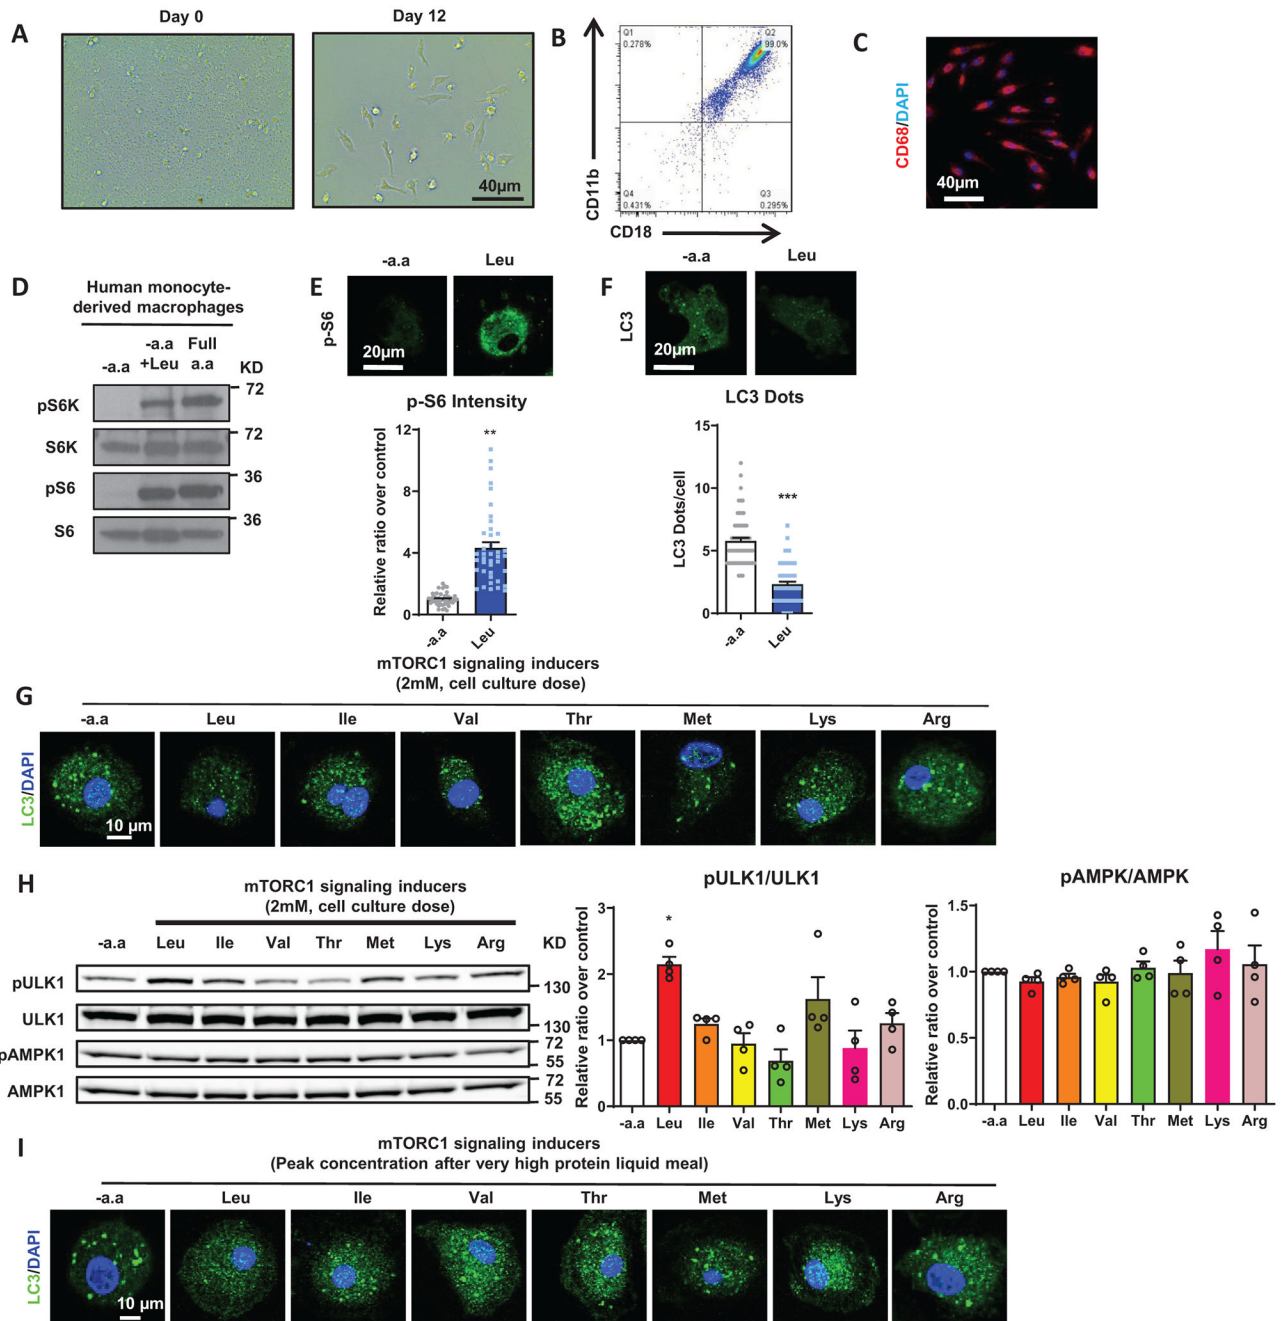 A
Day 0
Day 12
40µm
B
Q1
0.278%
Q2
99.0%
Q4
0.431%
Q3
0.295%
CD11b
CD18
C
CD68/DAPI
40µm
D
Human monocyte-
derived macrophages
-a.a
-a.a
+Leu
Full
a.a
KD
pS6K
72
S6K
72
pS6
36
S6
36
E
-a.a
Leu
p-S6
20µm
p-S6 Intensity
Relative ratio over control
12
8
4
0
**
-a.a
Leu
F
-a.a
Leu
LC3
20µm
LC3 Dots
LC3 Dots/cell
15
10
5
0
***
-a.a
Leu
mTORC1 signaling inducers
(2mM, cell culture dose)
G
-a.a
Leu
Ile
Val
Thr
Met
Lys
Arg
LC3/DAPI
10 µm
H
mTORC1 signaling inducers
(2mM, cell culture dose)
-a.a
Leu
Ile
Val
Thr
Met
Lys
Arg
KD
pULK1
130
ULK1
130
pAMPK1
72
55
AMPK1
72
55
pULK1/ULK1
Relative ratio over control
3
2
1
0
*
-a.a
Leu
Ile
Val
Thr
Met
Lys
Arg
pAMPK/AMPK
Relative ratio over control
1.5
1.0
0.5
0.0
-a.a
Leu
Ile
Val
Thr
Met
Lys
Arg
I
mTORC1 signaling inducers
(Peak concentration after very high protein liquid meal)
-a.a
Leu
Ile
Val
Thr
Met
Lys
Arg
LC3/DAPI
10 µm